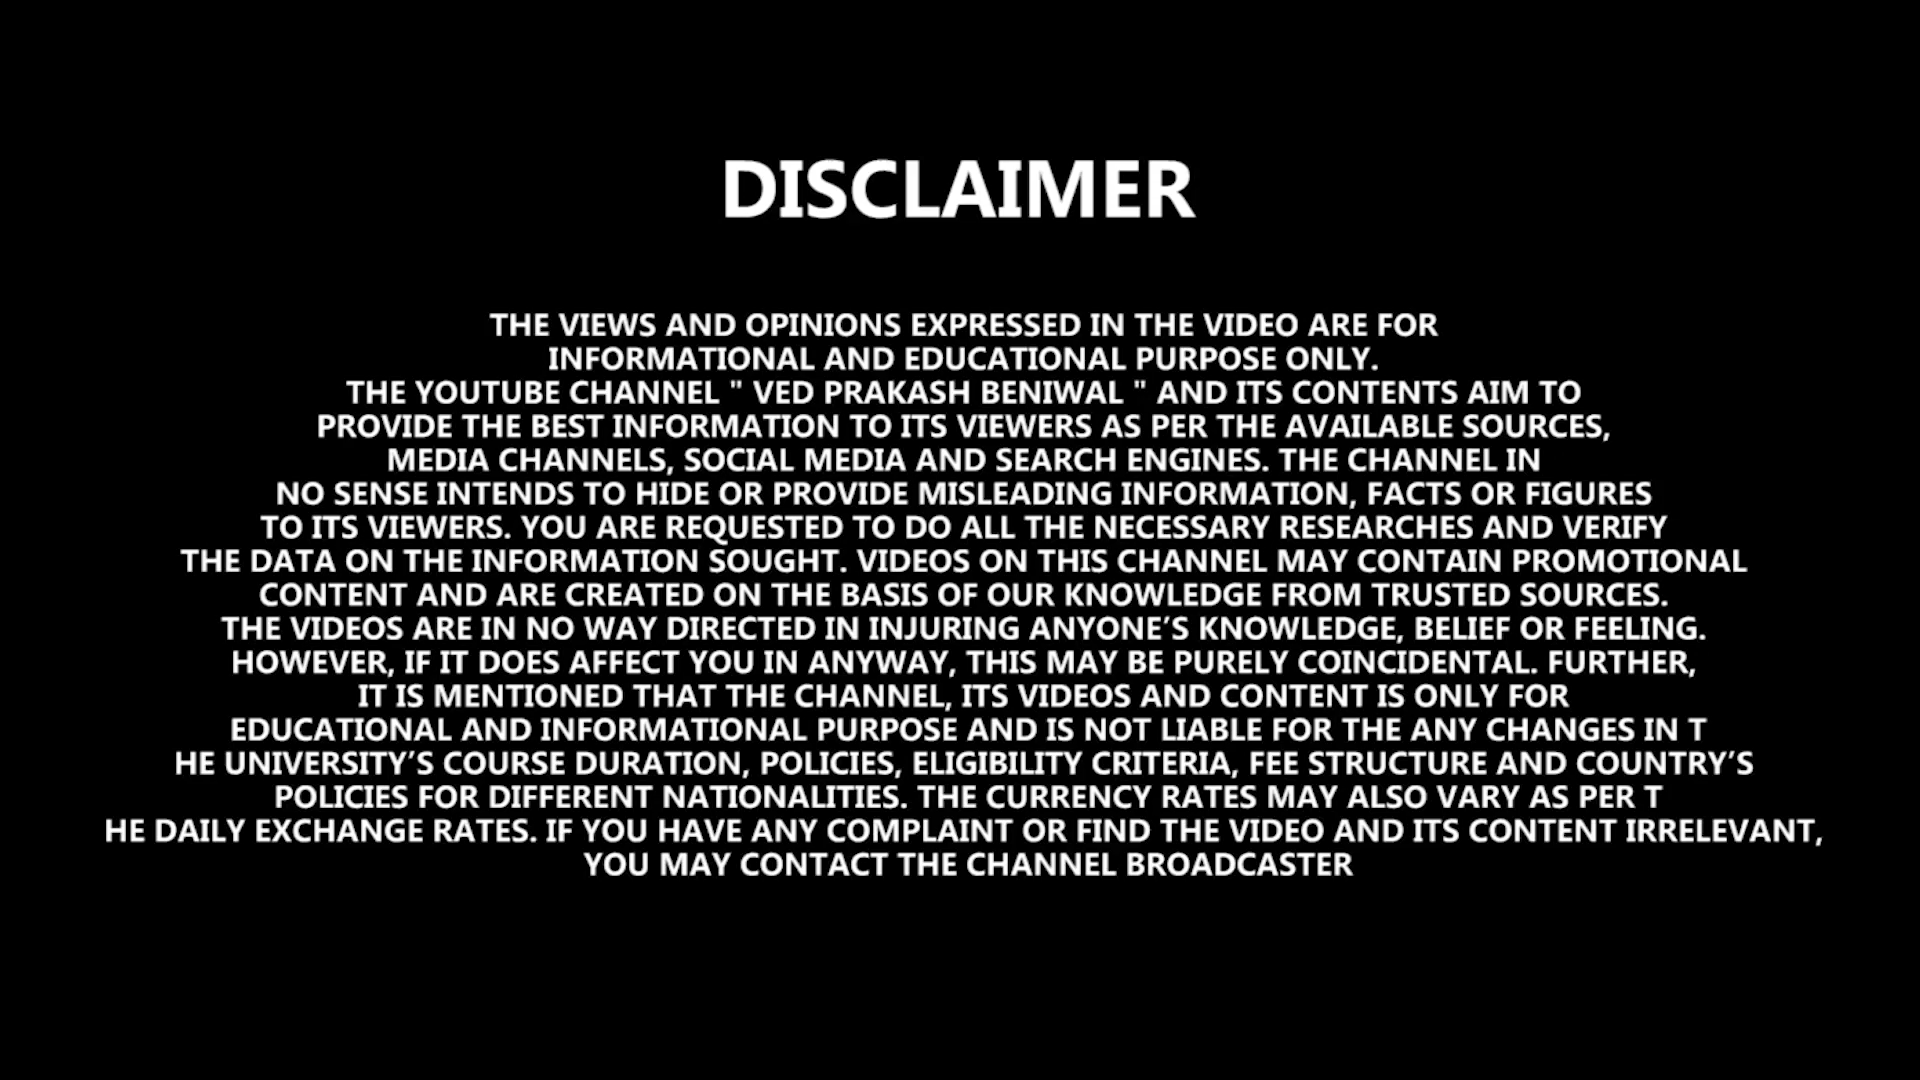 DISCLAIMER
THE VIEWS AND OPINIONS EXPRESSED IN THE VIDEO ARE FOR
INFORMATIONAL AND EDUCATIONAL PURPOSE ONLY.
THE YOUTUBE CHANNEL " VED PRAKASH BENIWAL " AND ITS CONTENTS AIM TO
PROVIDE THE BEST INFORMATION TO ITS VIEWERS AS PER THE AVAILABLE SOURCES,
MEDIA CHANNELS, SOCIAL MEDIA AND SEARCH ENGINES. THE CHANNEL IN
NO SENSE INTENDS TO HIDE OR PROVIDE MISLEADING INFORMATION, FACTS OR FIGURES
TO ITS VIEWERS. YOU ARE REQUESTED TO DO ALL THE NECESSARY RESEARCHES AND VERIFY
THE DATA ON THE INFORMATION SOUGHT. VIDEOS ON THIS CHANNEL MAY CONTAIN PROMOTIONAL
CONTENT AND ARE CREATED ON THE BASIS OF OUR KNOWLEDGE FROM TRUSTED SOURCES.
THE VIDEOS ARE IN NO WAY DIRECTED IN INJURING ANYONE’S KNOWLEDGE, BELIEF OR FEELING.
HOWEVER, IF IT DOES AFFECT YOU IN ANYWAY, THIS MAY BE PURELY COINCIDENTAL. FURTHER,
IT IS MENTIONED THAT THE CHANNEL, ITS VIDEOS AND CONTENT IS ONLY FOR
EDUCATIONAL AND INFORMATIONAL PURPOSE AND IS NOT LIABLE FOR THE ANY CHANGES IN T
HE UNIVERSITY’S COURSE DURATION, POLICIES, ELIGIBILITY CRITERIA, FEE STRUCTURE AND COUNTRY’S
POLICIES FOR DIFFERENT NATIONALITIES. THE CURRENCY RATES MAY ALSO VARY AS PER T
HE DAILY EXCHANGE RATES. IF YOU HAVE ANY COMPLAINT OR FIND THE VIDEO AND ITS CONTENT IRRELEVANT,
YOU MAY CONTACT THE CHANNEL BROADCASTER